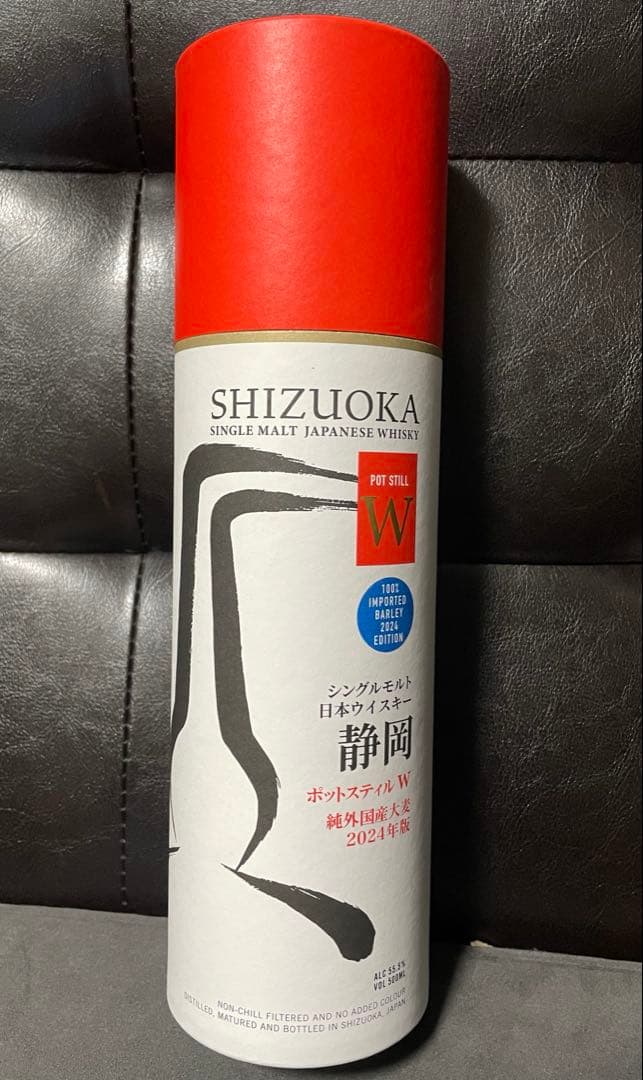 SHIZUOKA
SINGLE MALT JAPANESE WHISKY
POT STILL
W
100%
IMPORTED
BARLEY
2024
EDITION
シングルモルト
日本ウイスキー
静岡
ポットスティル W
純外国産大麦
2024年版
ALC 55.5%
VOL 500ML
NON-CHILL FILTERED AND NO ADDED COLOUR
DISTILLED, MATURED AND BOTTLED IN SHIZUOKA, JAPAN